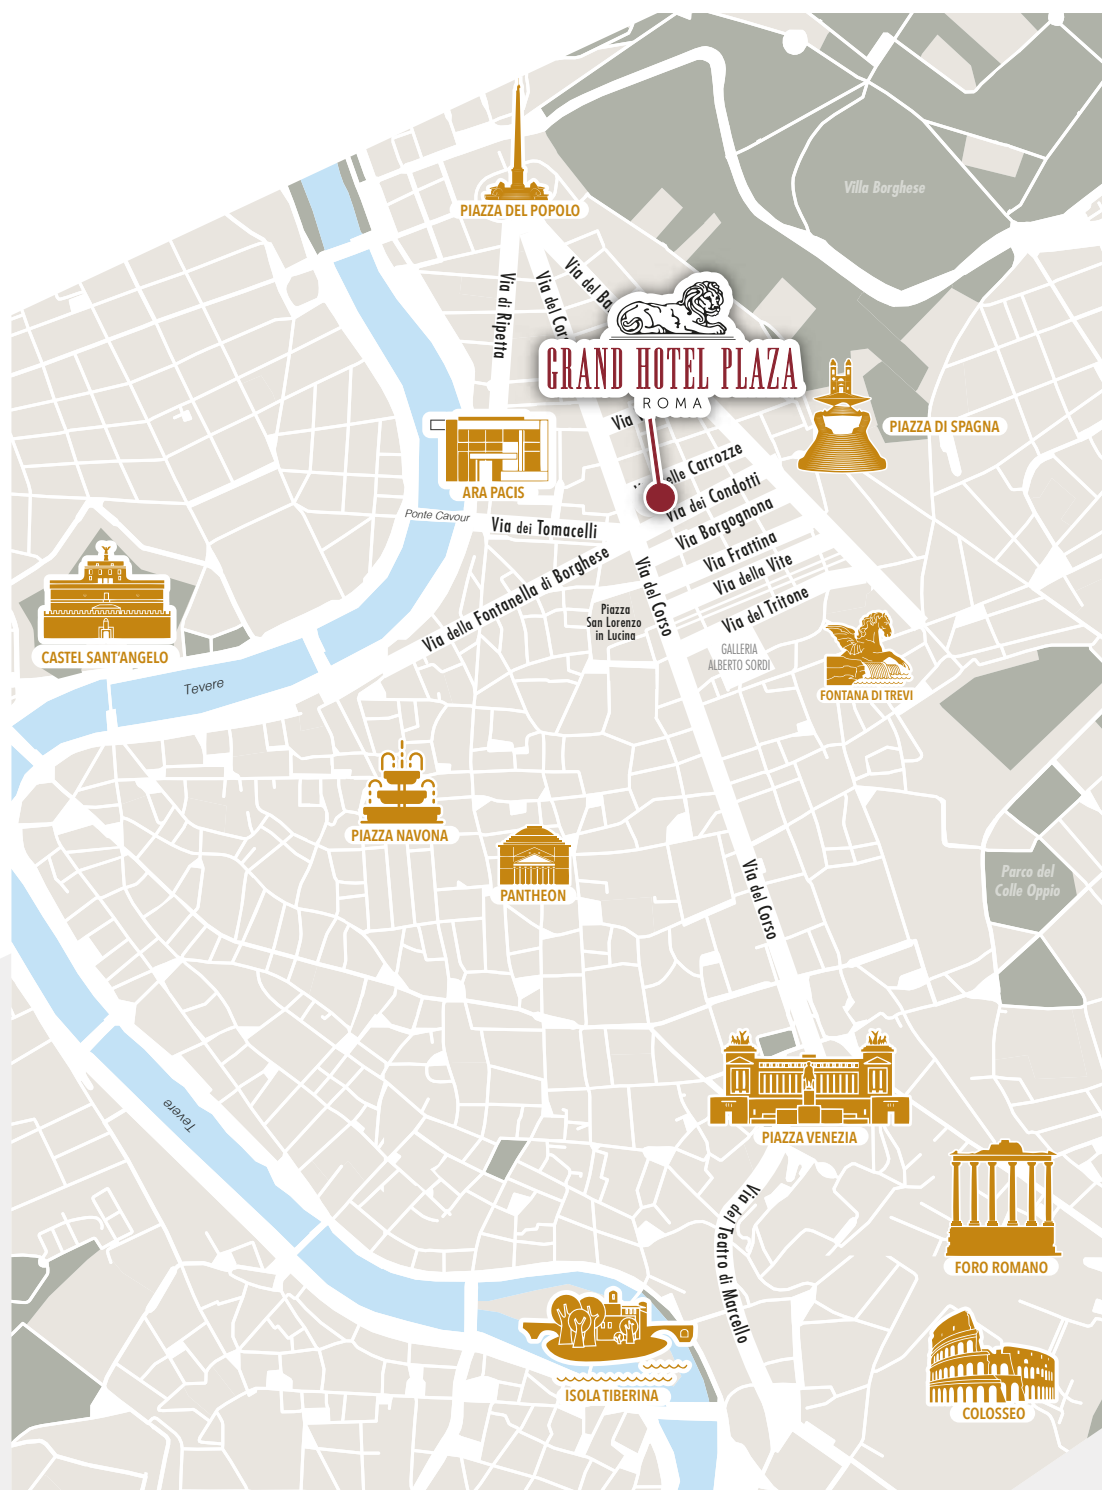 Villa Borghese
PIAZZA DEL POPOLO
Via di Ripetta
Via del Cor
Via del Ba
GRAND HOTEL PLAZA
ROMA
Via
PIAZZA DI SPAGNA
elle Carrozze
ARA PACIS
Via dei Condotti
Ponte Cavour
Via dei Tomacelli
Via Borgognona
Via Frattina
Via della Vite
Via della Fontanella di Borghese
Via del Corso
Via del Tritone
Piazza
San Lorenzo
in Lucina
GALLERIA
ALBERTO SORDI
CASTEL SANT'ANGELO
Tevere
FONTANA DI TREVI
PIAZZA NAVONA
PANTHEON
Parco del
Colle Oppio
Via del Corso
Tevere
PIAZZA VENEZIA
Via del Teatro di Marcello
FORO ROMANO
ISOLA TIBERINA
COLOSSEO